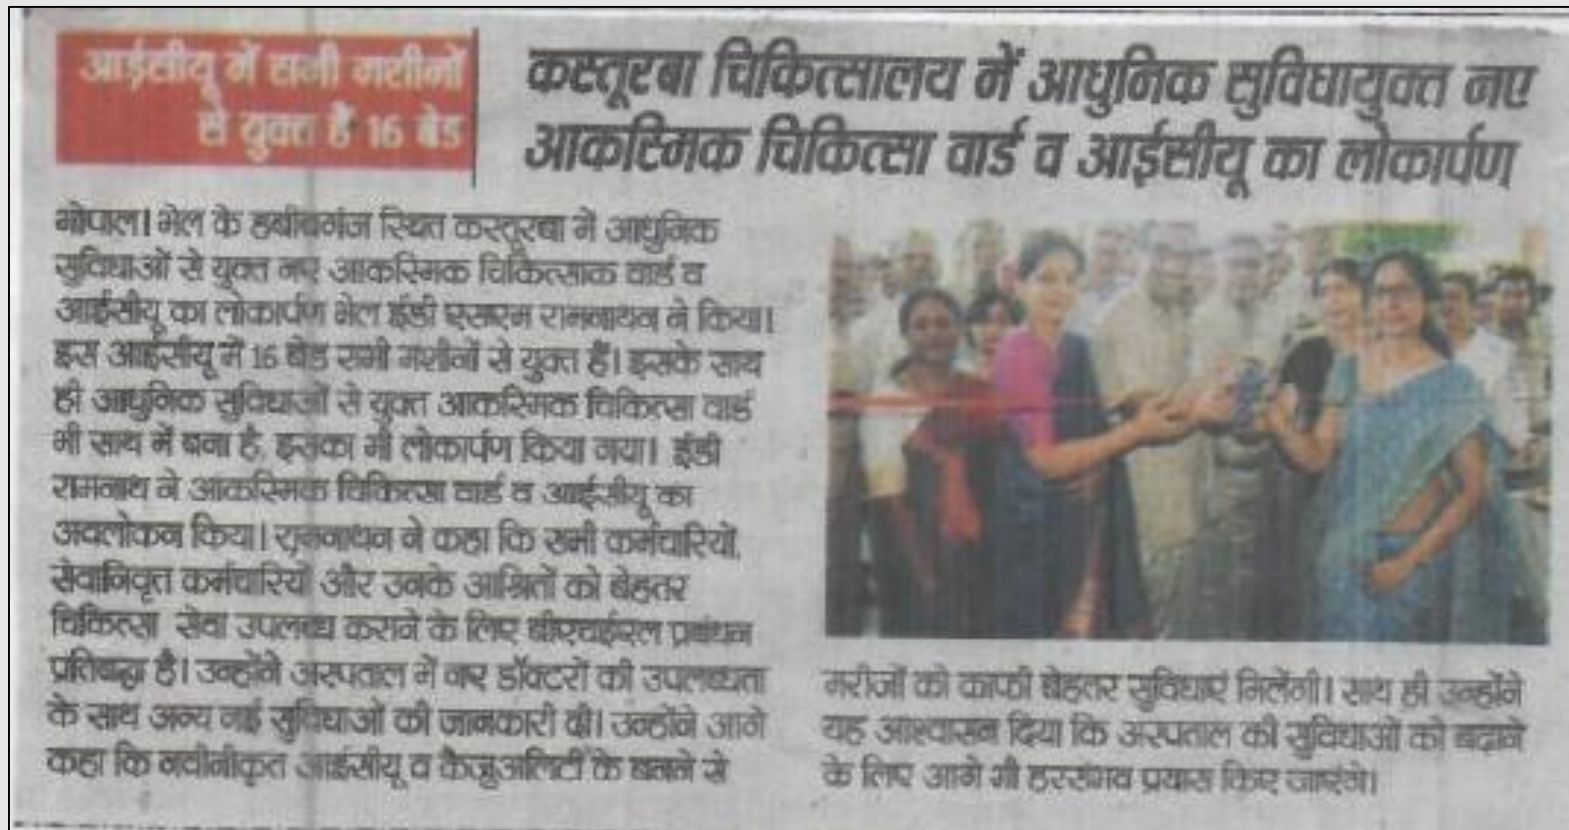 आईसीयू में सभी मशीनों
से युक्त हैं 16 बेड
कस्तूरबा चिकित्सालय में आधुनिक सुविधायुक्त नए
आकस्मिक चिकित्सा वार्ड व आईसीयू का लोकार्पण
भोपाल। भेल के हबीबगंज स्थित कस्तूरबा में आधुनिक
सुविधाओं से युक्त नए आकस्मिक चिकित्साक वार्ड व
आईसीयू का लोकार्पण भेल ईडी एसएम रामनाथन ने किया।
इस आईसीयू में 16 बेड सभी मशीनों से युक्त हैं। इसके साथ
ही आधुनिक सुविधाओं से युक्त आकस्मिक चिकित्सा वार्ड
भी साथ में बना है, इसका भी लोकार्पण किया गया। ईडी
रामनाथ ने आकस्मिक चिकित्सा वार्ड व आईसीयू का
अवलोकन किया। रामनाथन ने कहा कि सभी कर्मचारियों,
सेवानिवृत कर्मचारियों और उनके आश्रितों को बेहतर
चिकित्सा सेवा उपलब्ध कराने के लिए बीएचईएल प्रबंधन
प्रतिबद्ध है। उन्होंने अस्पताल में नए डॉक्टरों की उपलब्धता
के साथ अन्य नई सुविधाओं की जानकारी दी। उन्होंने आगे
कहा कि नवीनीकृत आईसीयू व कैजुअलिटी के बनने से
मरीजों को काफी बेहतर सुविधाएं मिलेंगी। साथ ही उन्होंने
यह आश्वासन दिया कि अस्पताल की सुविधाओं को बढ़ाने
के लिए आगे भी हरसंभव प्रयास किए जाएंगे।